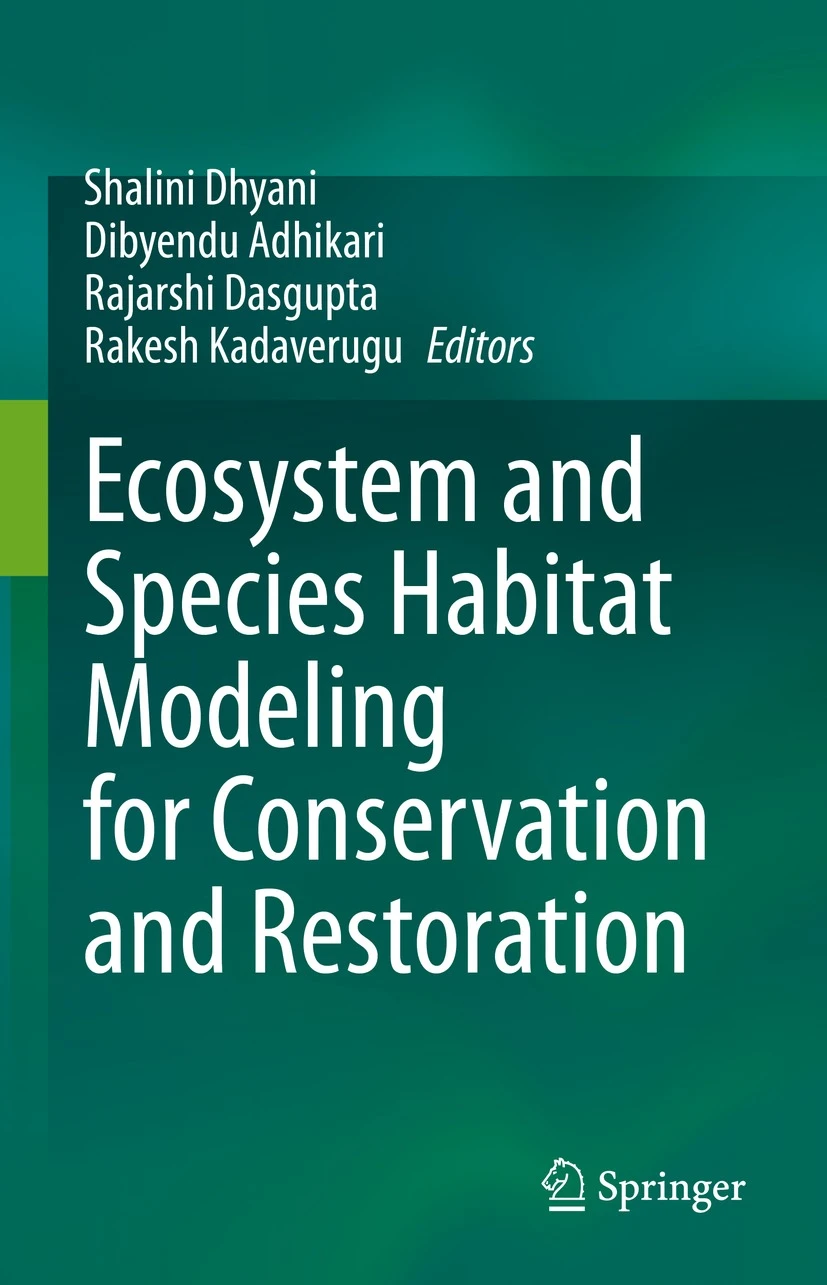 Shalini Dhyani
Dibyendu Adhikari
Rajarshi Dasgupta
Rakesh Kadaverugu Editors
Ecosystem and
Species Habitat
Modeling
for Conservation
and Restoration
Springer